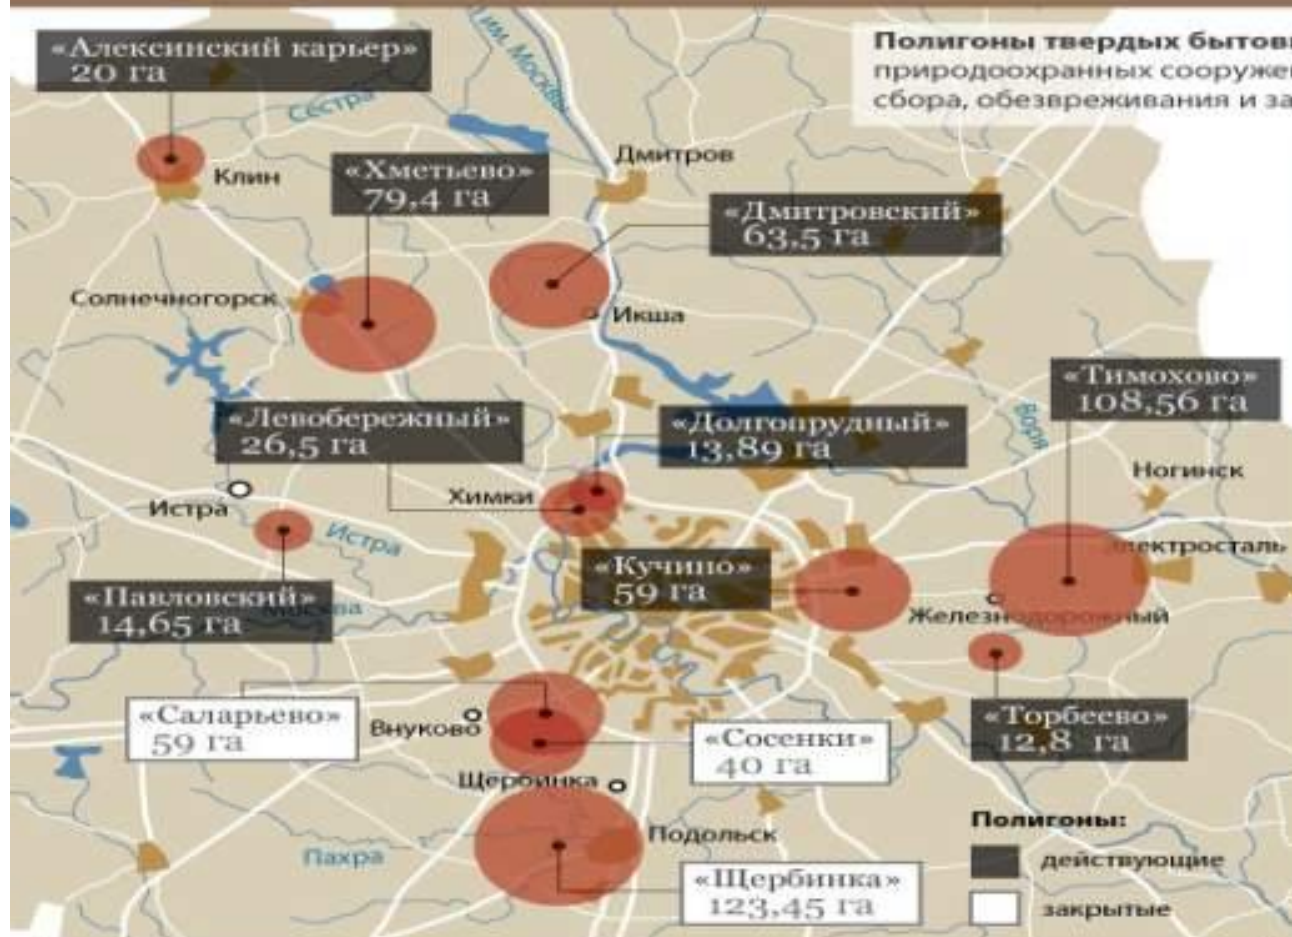 «Алексинский карьер»
20 га
им. Москвы
Полигоны твердых
природоохранных
сбора, обезвреживания и
Сестра
Клин
«Хметьево»
79,4 га
Дмитров
«Дмитровский»
63,5 га
Солнечногорск
Икша
«Тимохово»
108,56 га
«Левобережный»
26,5 га
«Долгопрудный»
13,89 га
Воря
Ногинск
Химки
Истра
Истра
«Кучино»
59 га
«Павловский»
14,65 га
Москва
Железнодорожный
«Саларьево»
59 га
Внуково
«Сосенки»
40 га
«Торбеево»
12,8 га
Щербинка
Подольск
Пахра
«Щербинка»
123,45 га
Полигоны:
действующие
закрытые